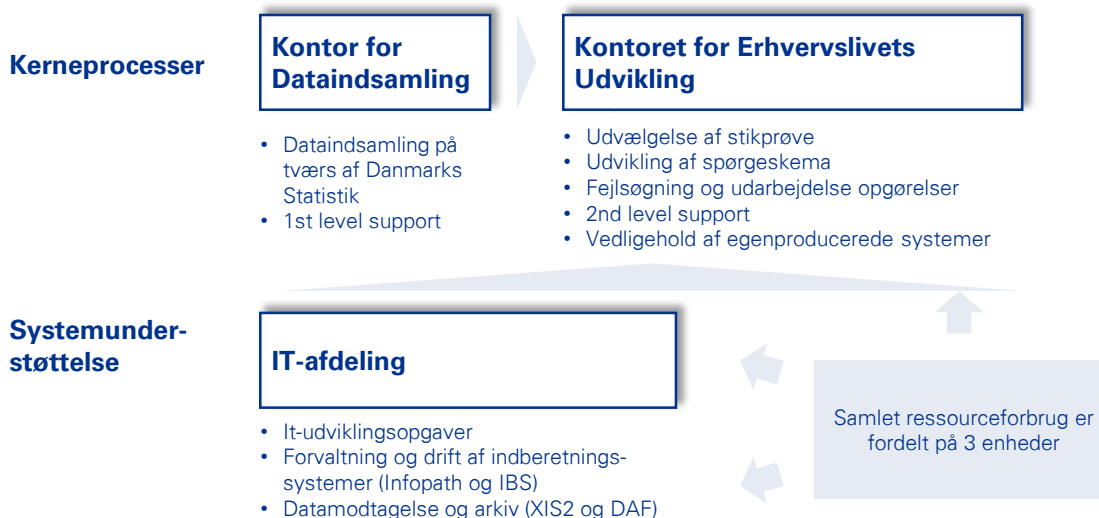 Kerneprocesser
Kontor for
Dataindsamling
Kontoret for Erhvervslivets
Udvikling
• Dataindsamling på
tværs af Danmarks
Statistik
• 1st level support
• Udvælgelse af stikprøve
• Udvikling af spørgeskema
• Fejlsøgning og udarbejdelse opgørelser
• 2nd level support
• Vedligehold af egenproducerede systemer
Systemunder-
støttelse
IT-afdeling
• It-udviklingsopgaver
• Forvaltning og drift af indberetnings-
systemer (Infopath og IBS)
• Datamodtagelse og arkiv (XIS2 og DAF)
Samlet ressourceforbrug er
fordelt på 3 enheder